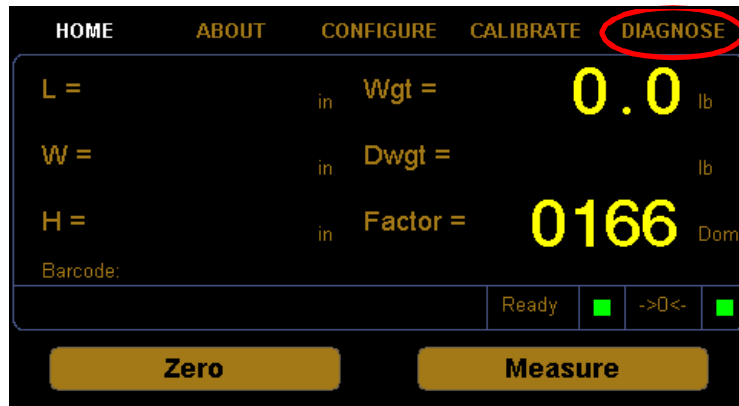 HOME ABOUT CONFIGURE CALIBRATE DIAGNOSE
L = in Wgt = 0.0 lb
W = in Dwgt = lb
H = in Factor = 0166 Dom
Barcode:
Ready ->0<-
Zero Measure